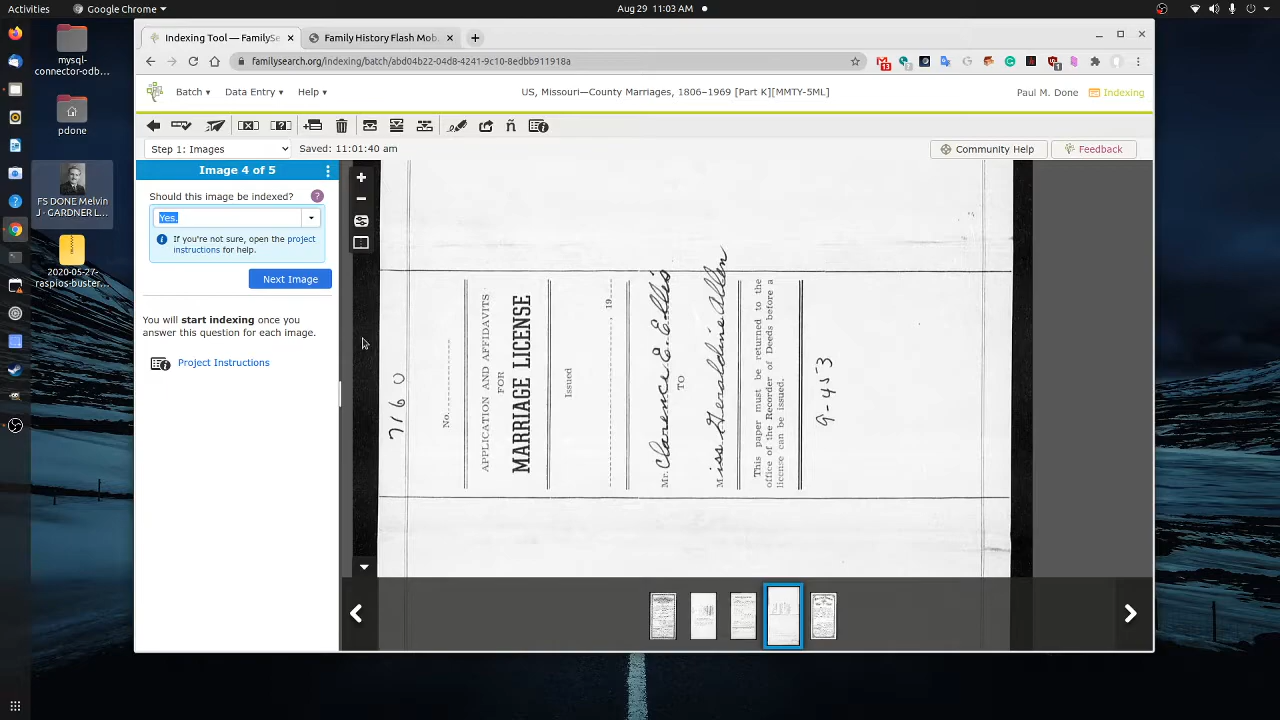 Activities
Google Chrome
Aug 29 11:03 AM
mysql-
connector-odb...
pdone
FS DONE Melvin
J - GARDNER L...
2020-05-27-
raspios-buster...
Indexing Tool — FamilySe
Family History Flash Mob.
familysearch.org/indexing/batch/abd04b22-04d8-4241-9c10-8edbb911918a
13
1
Batch
Data Entry
Help
US, Missouri—County Marriages, 1806–1969 [Part K][MMTY-5ML]
Paul M. Done
Indexing
Step 1: Images
Saved: 11:01:40 am
Community Help
Feedback
Image 4 of 5
Should this image be indexed?
Yes.
If you're not sure, open the project
instructions for help.
Next Image
You will start indexing once you
answer this question for each image.
Project Instructions
7160
No.
APPLICATION AND AFFIDAVITS
FOR
MARRIAGE LICENSE
Issued
19
Mr. Clarence E. Ellis
TO
Miss Geraldine Allen
This paper must be returned to the
office of the Recorder of Deeds before a
license can be issued.
9-453